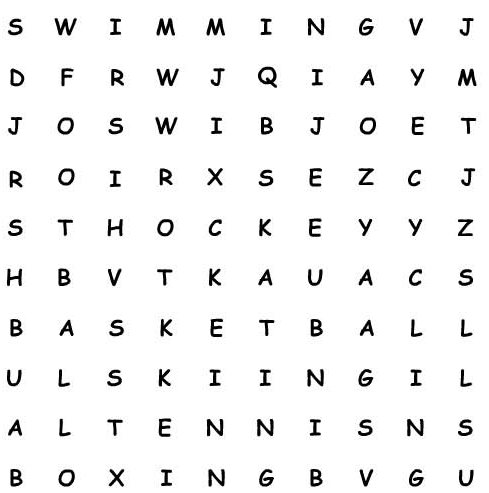 S W I M M I N G V J
D F R W J Q I A Y M
J O S W I B J O E T
R O I R X S E Z C J
S T H O C K E Y Y Z
H B V T K A U A C S
B A S K E T B A L L
U L S K I I N G I L
A L T E N N I S N S
B O X I N G B V G U